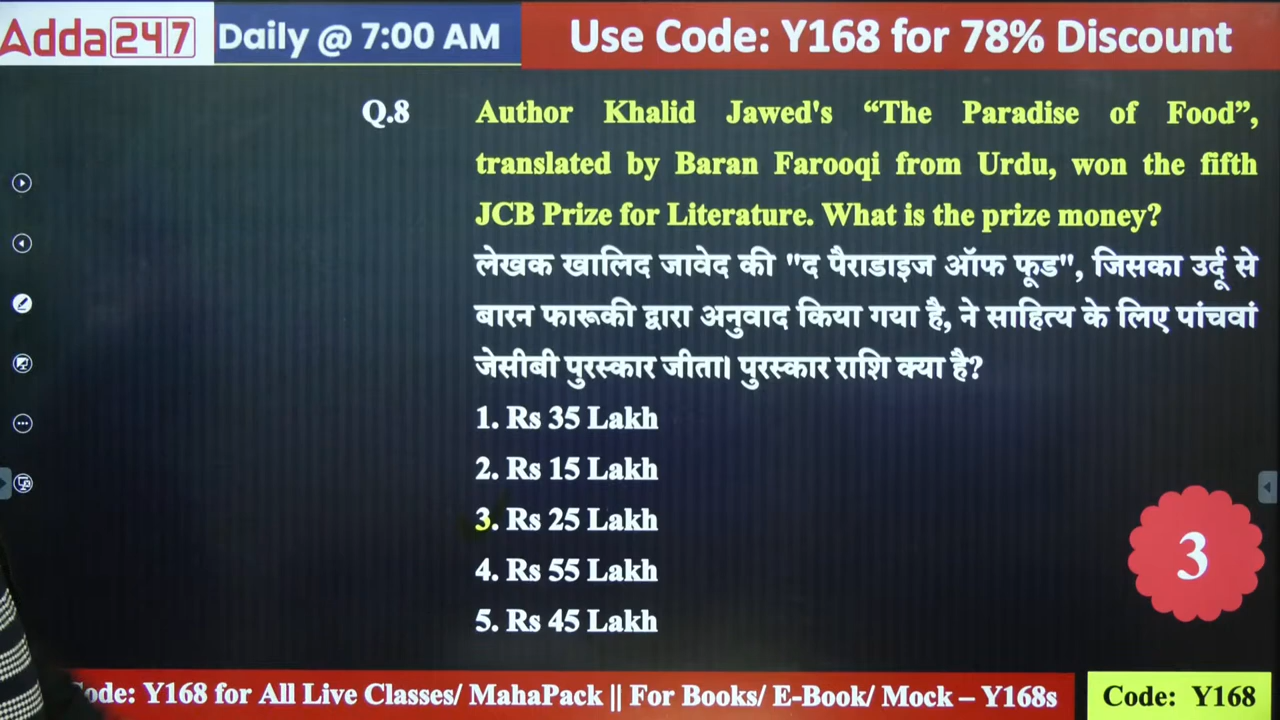 Adda247 Daily @ 7:00 AM Use Code: Y168 for 78% Discount
Q.8 Author Khalid Jawed's “The Paradise of Food”,
translated by Baran Farooqi from Urdu, won the fifth
JCB Prize for Literature. What is the prize money?
लेखक खालिद जावेद की "द पैराडाइज ऑफ फूड", जिसका उर्दू से
बारन फारूकी द्वारा अनुवाद किया गया है, ने साहित्य के लिए पांचवां
जेसीबी पुरस्कार जीता। पुरस्कार राशि क्या है?
1. Rs 35 Lakh
2. Rs 15 Lakh
3. Rs 25 Lakh
4. Rs 55 Lakh
5. Rs 45 Lakh
3
ode: Y168 for All Live Classes/ MahaPack || For Books/ E-Book/ Mock – Y168s Code: Y168